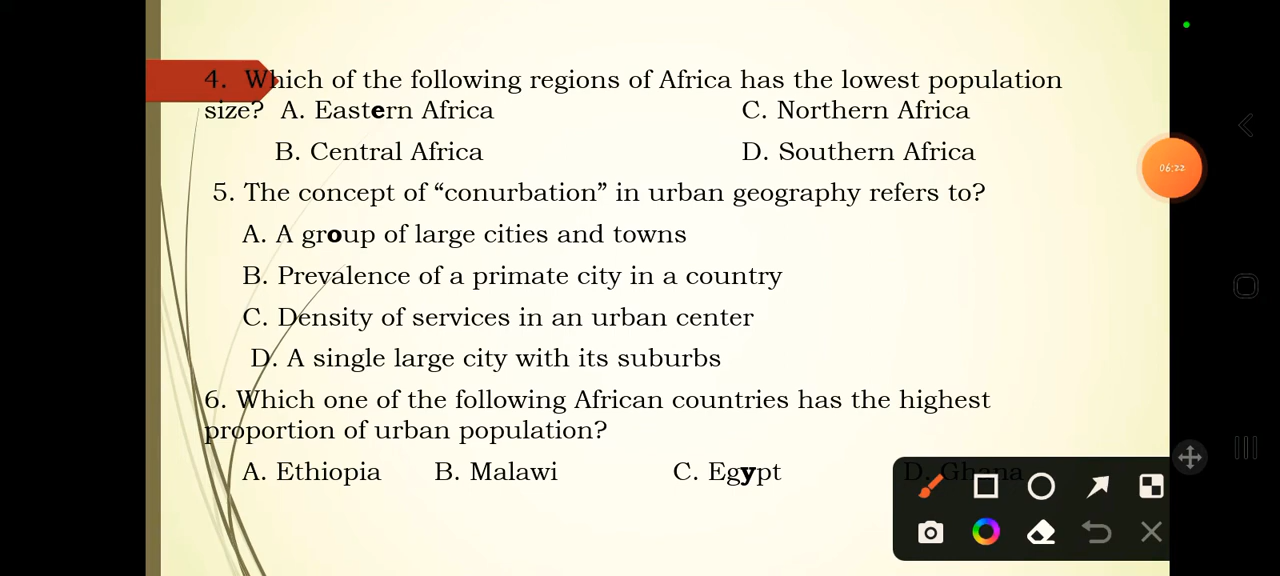 4. Which of the following regions of Africa has the lowest population
size? A. Eastern Africa C. Northern Africa
B. Central Africa D. Southern Africa
5. The concept of “conurbation” in urban geography refers to?
A. A group of large cities and towns
B. Prevalence of a primate city in a country
C. Density of services in an urban center
D. A single large city with its suburbs
6. Which one of the following African countries has the highest
proportion of urban population?
A. Ethiopia B. Malawi C. Egypt D. Ghana
06:22